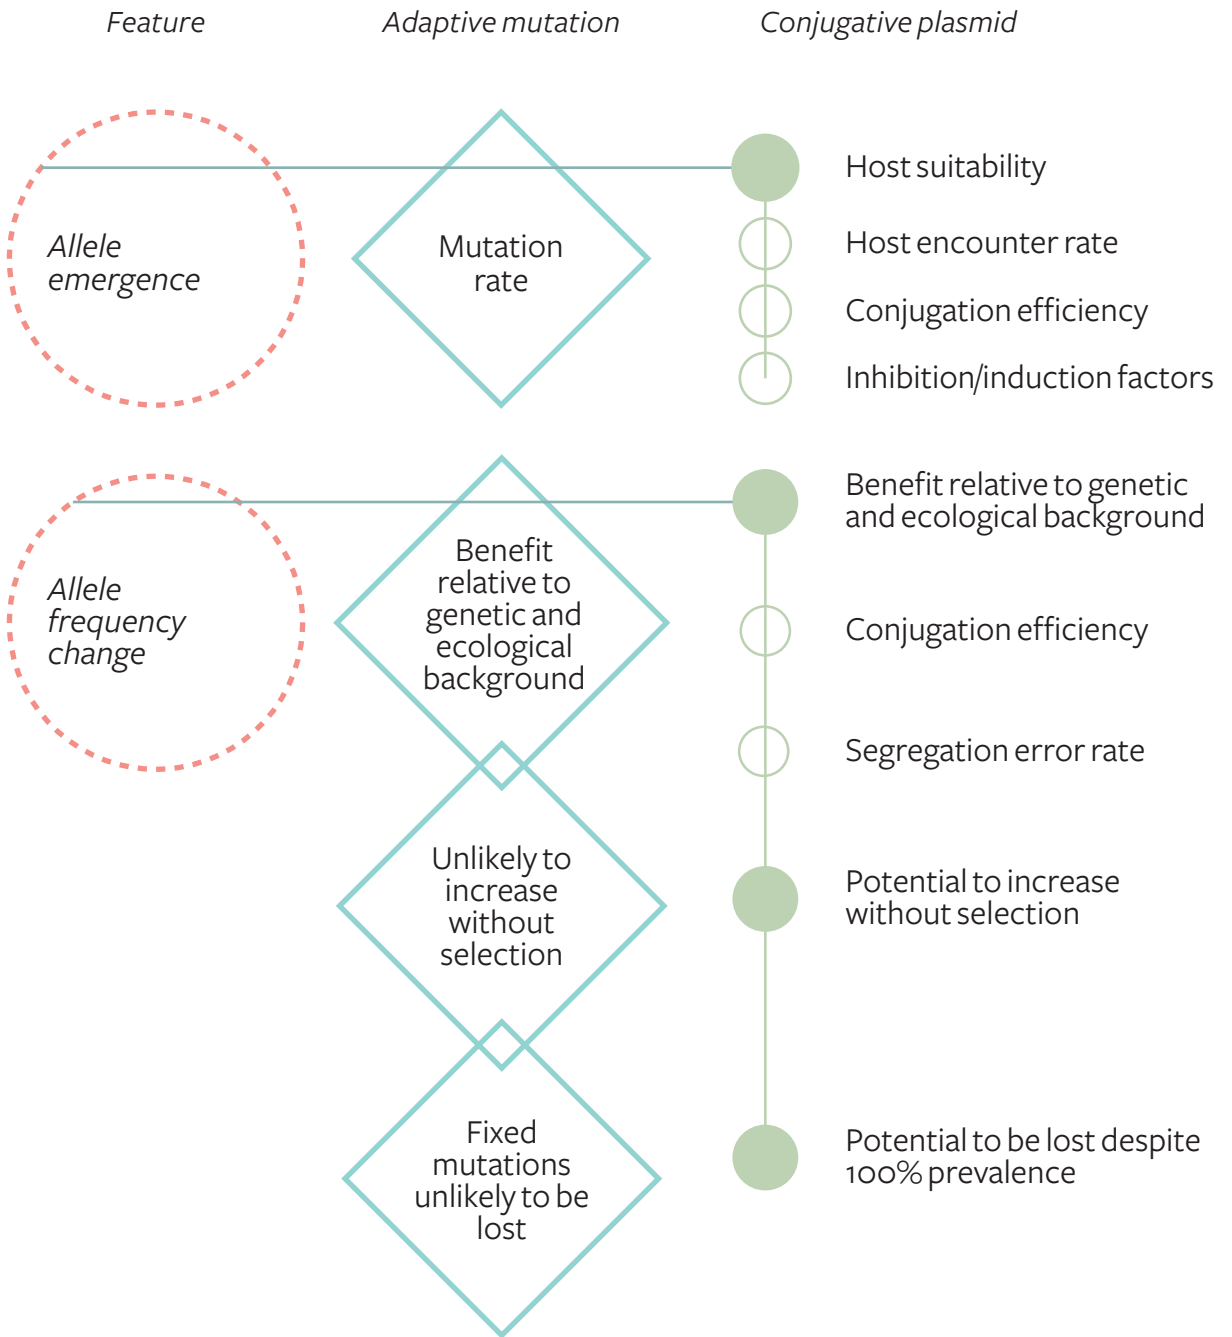 Feature
Adaptive mutation
Conjugative plasmid
Allele
emergence
Mutation
rate
Host suitability
Host encounter rate
Conjugation efficiency
Inhibition/induction factors
Allele
frequency
change
Benefit
relative to
genetic and
ecological
background
Benefit relative to genetic
and ecological background
Conjugation efficiency
Segregation error rate
Unlikely to
increase
without
selection
Potential to increase
without selection
Fixed
mutations
unlikely to be
lost
Potential to be lost despite
100% prevalence